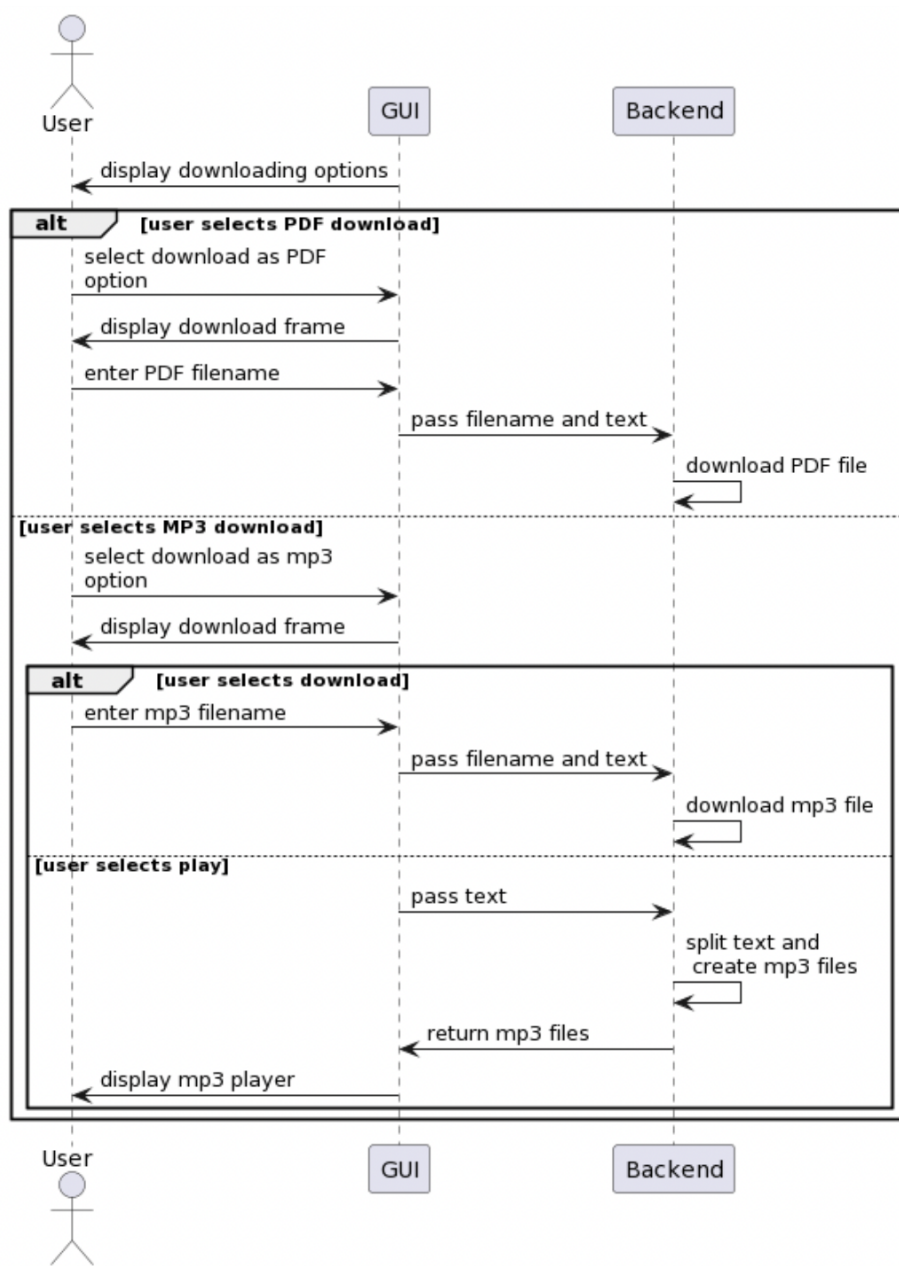 User
GUI
Backend
display downloading options
alt
[user selects PDF download]
select download as PDF
option
display download frame
enter PDF filename
pass filename and text
download PDF file
[user selects MP3 download]
select download as mp3
option
display download frame
alt
[user selects download]
enter mp3 filename
pass filename and text
download mp3 file
[user selects play]
pass text
split text and
create mp3 files
return mp3 files
display mp3 player
User
GUI
Backend